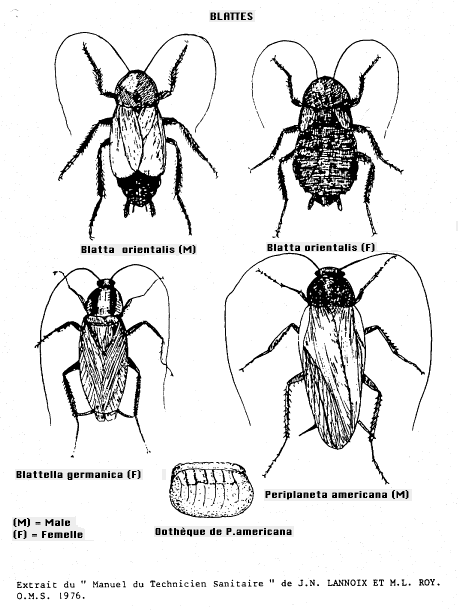 BLATTES
Blatta orientalis (M)
Blatta orientalis (F)
Blattella germanica (F)
Periplaneta americana (M)
(M) = Male
(F) = Femelle
Oothèque de P.americana
Extrait du " Manuel du Technicien Sanitaire " de J.N. LANNOIX ET M.L. ROY.
O.M.S. 1976.